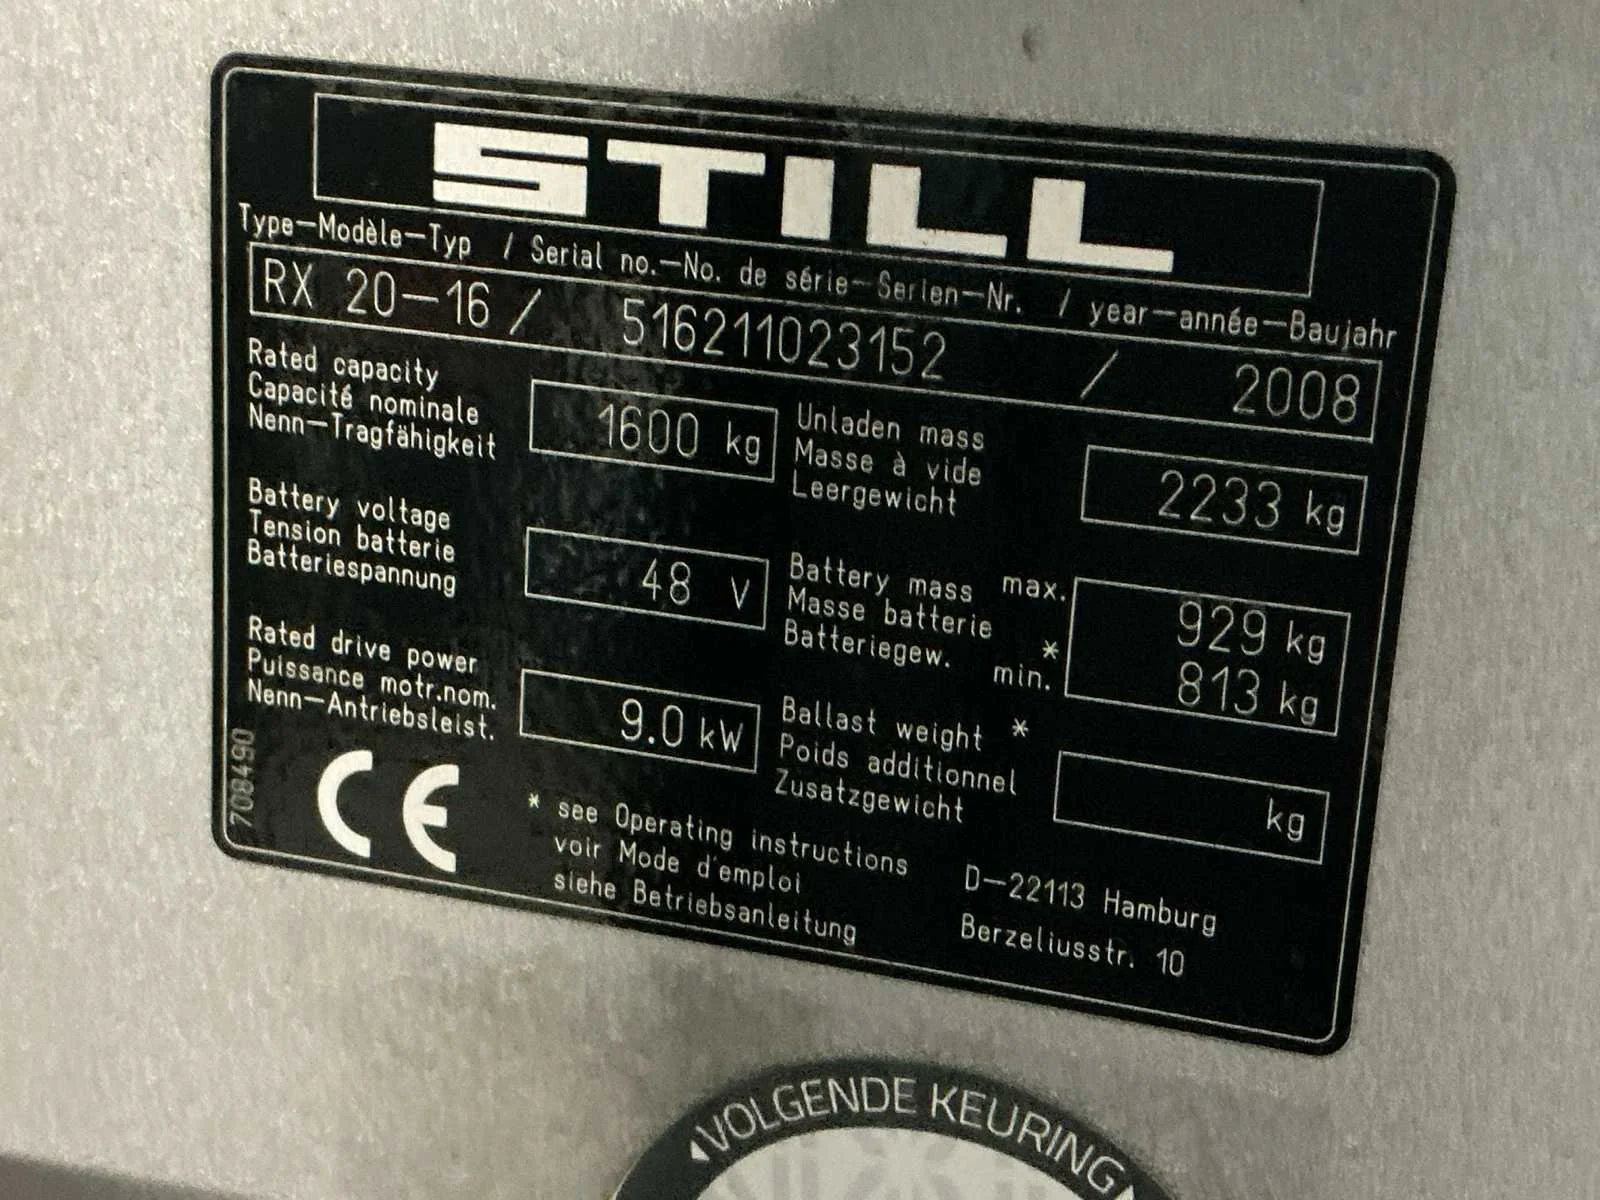 STILL
Type-Modèle-Typ / Serial no.-No. de série-Serien-Nr. / year-année-Baujahr
RX 20-16 / 516211023152 / 2008
Rated capacity
Capacité nominale
Nenn-Tragfähigkeit
1600 kg
Unladen mass
Masse à vide
Leergewicht
2233 kg
Battery voltage
Tension batterie
Batteriespannung
48 V
Battery mass max.
Masse batterie *
Batteriegew. min.
929 kg
813 kg
Rated drive power
Puissance motr.nom.
Nenn-Antriebsleist.
9.0 kW
Ballast weight *
Poids additionnel
Zusatzgewicht
kg
708490
CE
* see Operating instructions
voir Mode d'emploi
siehe Betriebsanleitung
D-22113 Hamburg
Berzeliusstr. 10
VOLGENDE KEURING